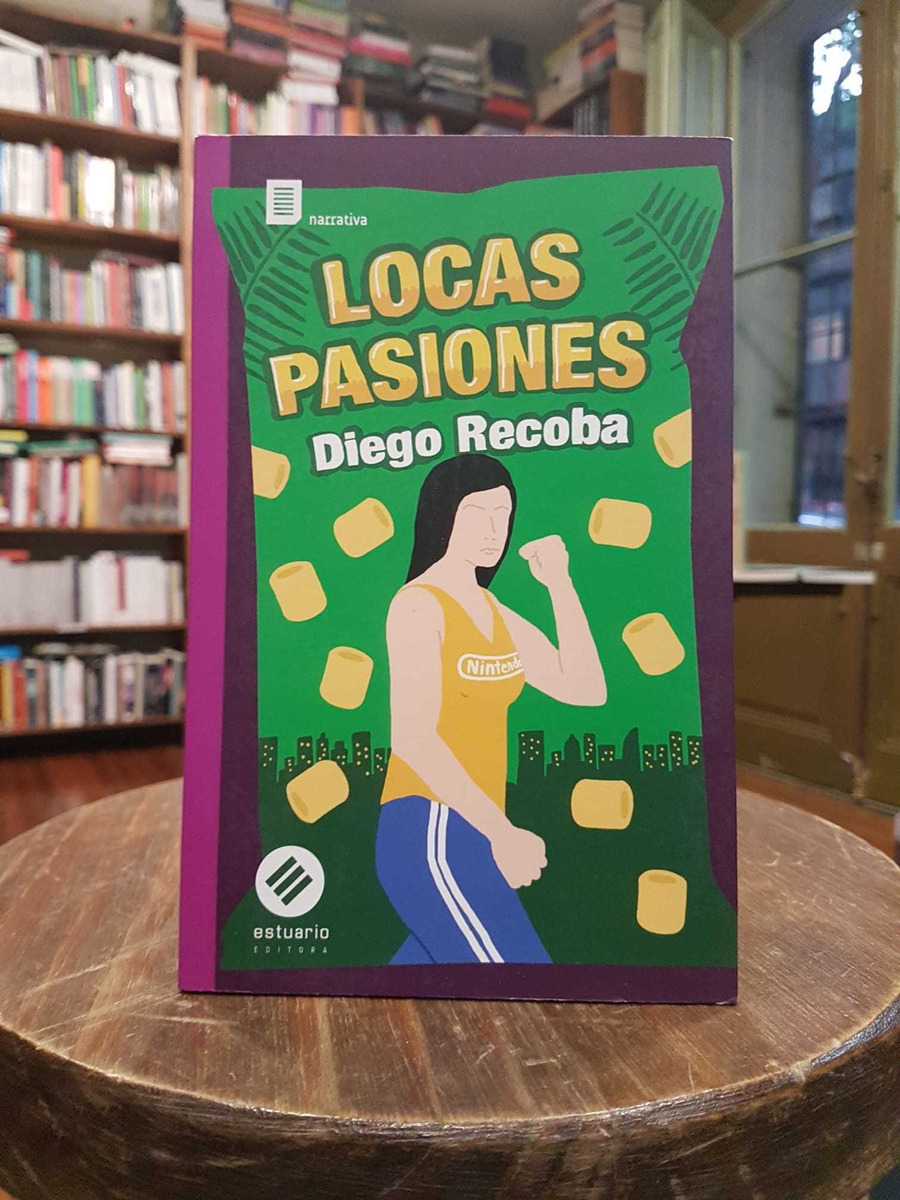 narrativa
LOCAS
PASIONES
Diego Recoba
Nintendo
estuario
EDITORA